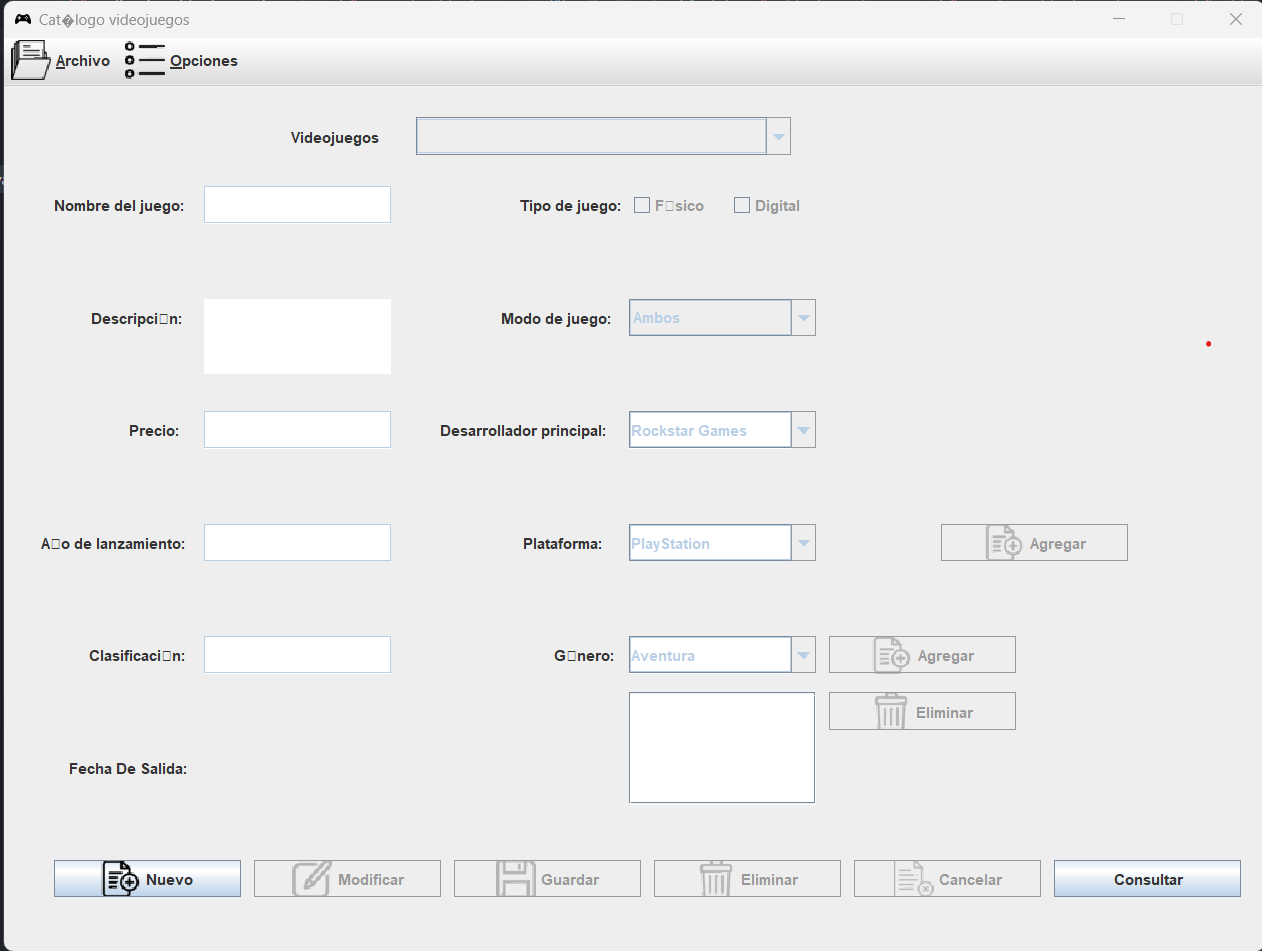 Cat�logo videojuegos
Archivo Opciones
Videojuegos
Nombre del juego: Tipo de juego: F□sico Digital
Descripci□n: Modo de juego: Ambos
Precio: Desarrollador principal: Rockstar Games
A□o de lanzamiento: Plataforma: PlayStation Agregar
Clasificaci□n: G□nero: Aventura Agregar
Eliminar
Fecha De Salida:
Nuevo Modificar Guardar Eliminar Cancelar Consultar